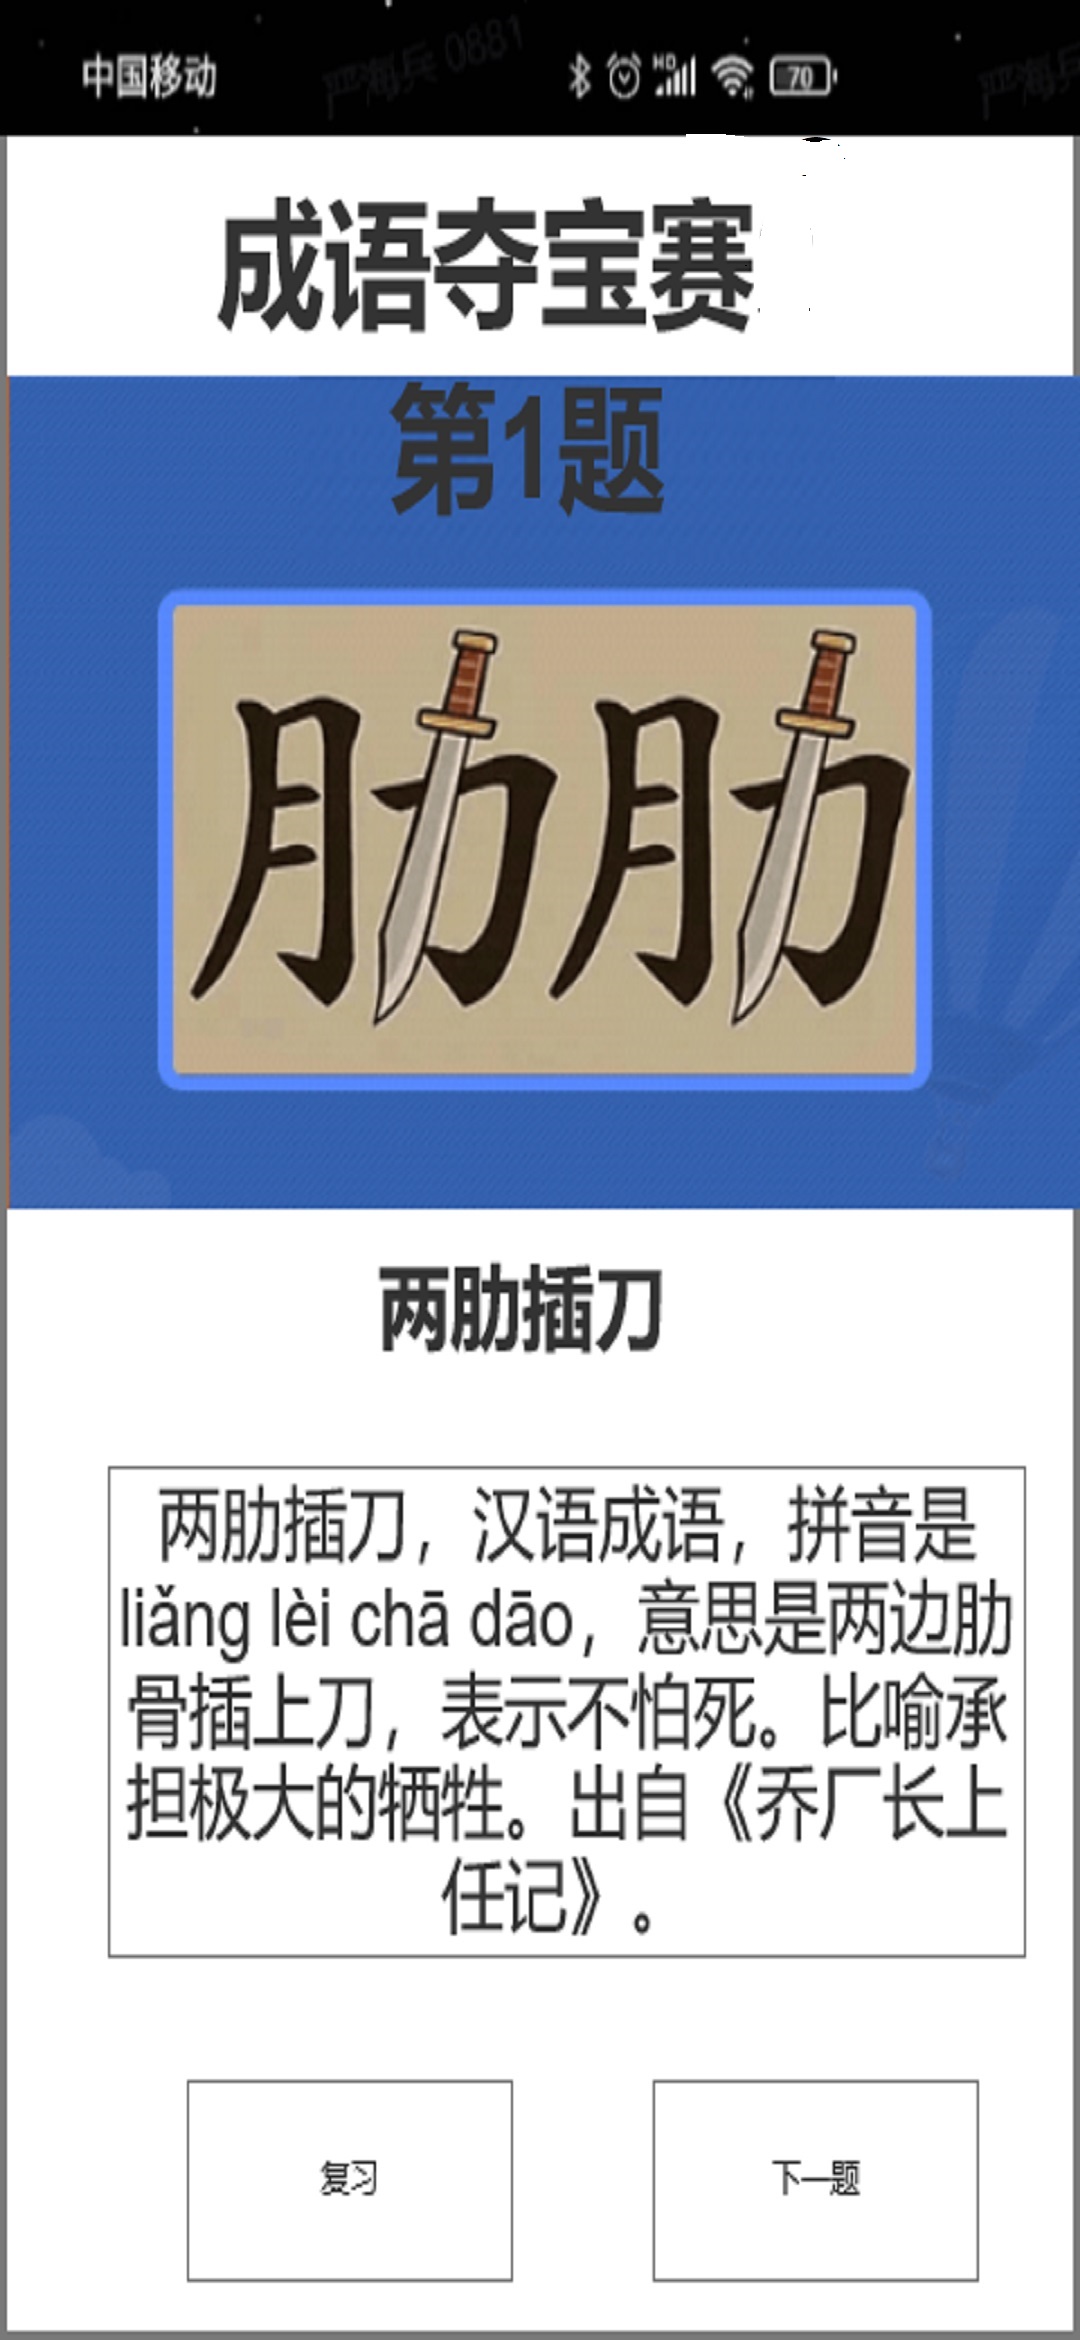 中国移动
严海兵 0881
HD
70
严海兵
成语夺宝赛
第1题
肋肋
两肋插刀
两肋插刀，汉语成语，拼音是
liǎng lèi chā dāo，意思是两边肋
骨插上刀，表示不怕死。比喻承
担极大的牺牲。出自《乔厂长上
任记》。
复习
下一题